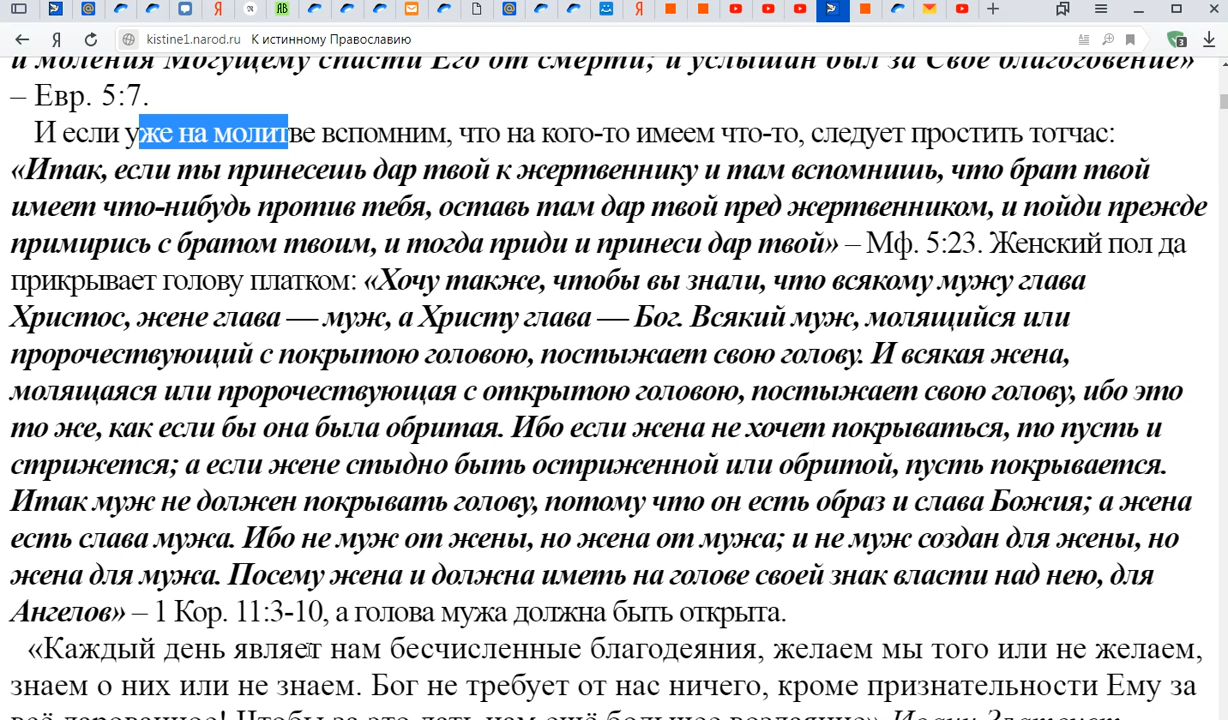 kistine1.narod.ru К истинному Православию
и моления Могущему спасти Его от смерти; и услышан был за Свое благоговение»
– Евр. 5:7.
И если уже на молитве вспомним, что на кого-то имеем что-то, следует простить тотчас:
«Итак, если ты принесешь дар твой к жертвеннику и там вспомнишь, что брат твой
имеет что-нибудь против тебя, оставь там дар твой пред жертвенником, и пойди прежде
примирись с братом твоим, и тогда приди и принеси дар твой» – Мф. 5:23. Женский пол да
прикрывает голову платком: «Хочу также, чтобы вы знали, что всякому мужу глава
Христос, жене глава — муж, а Христу глава — Бог. Всякий муж, молящийся или
пророчествующий с покрытою головою, постыжает свою голову. И всякая жена,
молящаяся или пророчествующая с открытою головою, постыжает свою голову, ибо это
то же, как если бы она была обритая. Ибо если жена не хочет покрываться, то пусть и
стрижется; а если жене стыдно быть остриженной или обритой, пусть покрывается.
Итак муж не должен покрывать голову, потому что он есть образ и слава Божия; а жена
есть слава мужа. Ибо не муж от жены, но жена от мужа; и не муж создан для жены, но
жена для мужа. Посему жена и должна иметь на голове своей знак власти над нею, для
Ангелов» – 1 Кор. 11:3-10, а голова мужа должна быть открыта.
«Каждый день являет нам бесчисленные благодеяния, желаем мы того или не желаем,
знаем о них или не знаем. Бог не требует от нас ничего, кроме признательности Ему за